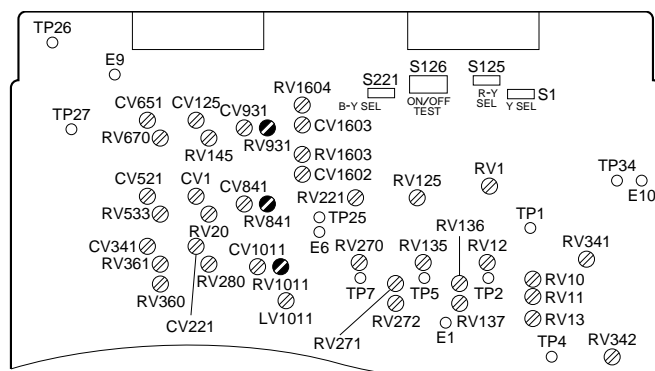 TP26
E9
S126
S125
S221
RV1604
S1
B-Y SEL
ON/OFF
TEST
R-Y
SEL
Y SEL
CV651
CV125
CV931
TP27
CV1603
RV670
RV145
RV931
RV1603
CV1602
CV521
CV1
CV841
RV221
RV125
RV1
TP34
E10
RV533
RV20
RV841
TP25
RV136
TP1
CV341
E6
CV1011
RV270
RV135
RV12
RV341
RV361
RV280
RV1011
TP7
TP5
TP2
RV10
RV360
RV11
LV1011
RV272
RV137
RV13
CV221
E1
RV271
TP4
RV342